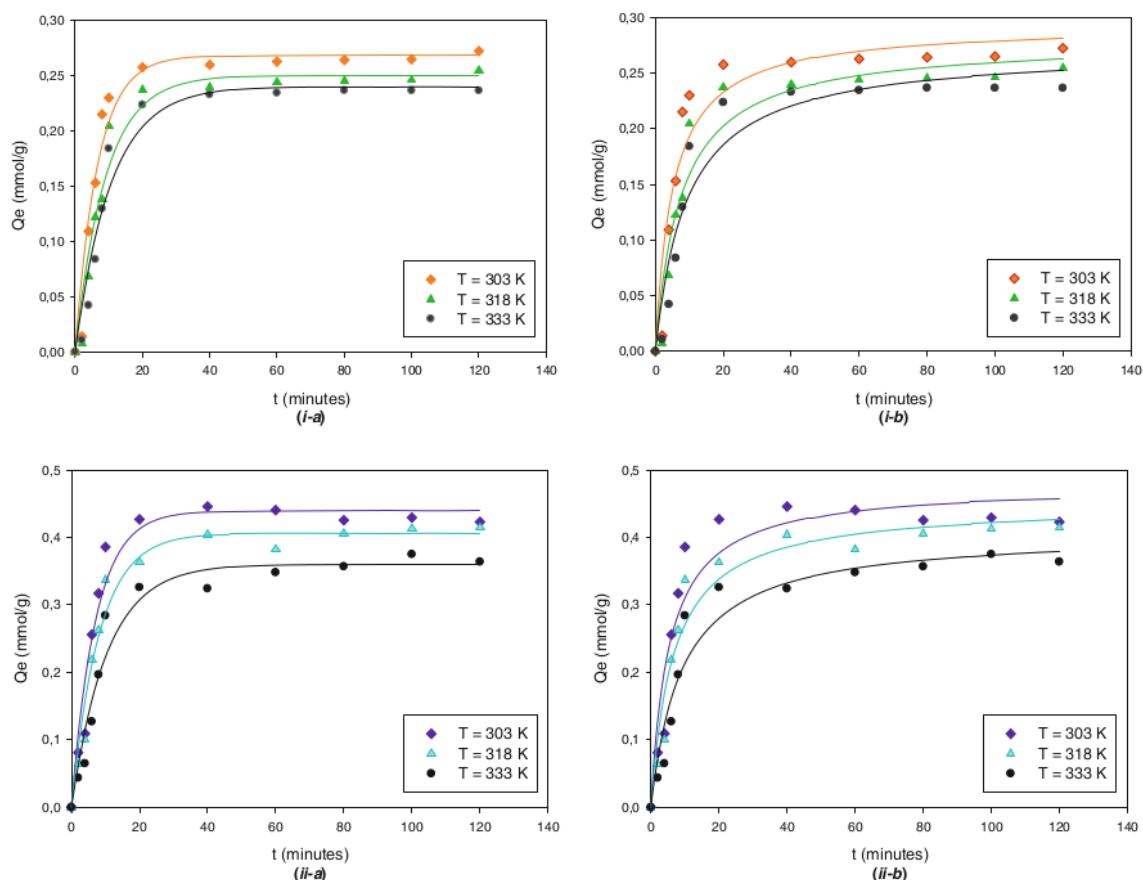 0,30
0,25
0,20
0,15
0,10
0,05
0,00
Qe (mmol/g)
T = 303 K
T = 318 K
T = 333 K
0 20 40 60 80 100 120 140
t (minutes)
(i-a)
0,30
0,25
0,20
0,15
0,10
0,05
0,00
Qe (mmol/g)
T = 303 K
T = 318 K
T = 333 K
0 20 40 60 80 100 120 140
t (minutes)
(i-b)
0,5
0,4
0,3
0,2
0,1
0,0
Qe (mmol/g)
T = 303 K
T = 318 K
T = 333 K
0 20 40 60 80 100 120 140
t (minutes)
(ii-a)
0,5
0,4
0,3
0,2
0,1
0,0
Qe (mmol/g)
T = 303 K
T = 318 K
T = 333 K
0 20 40 60 80 100 120 140
t (minutes)
(ii-b)